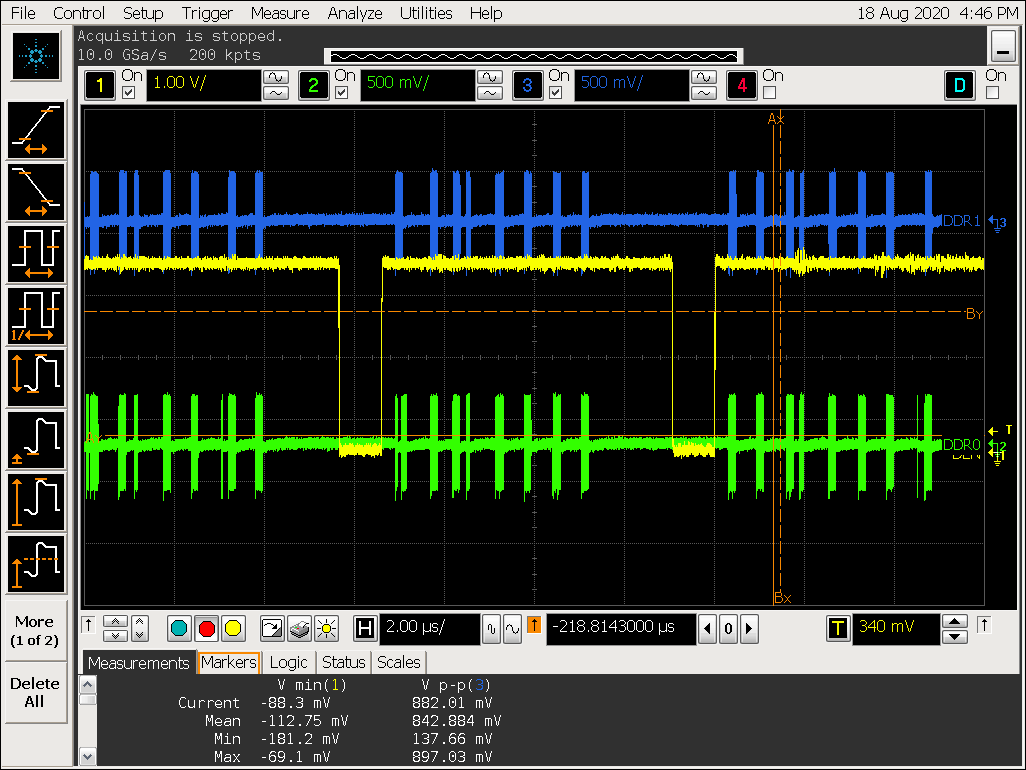 File Control Setup Trigger Measure Analyze Utilities Help 18 Aug 2020 4:46 PM
Acquisition is stopped.
10.0 GSa/s 200 kpts
1 On 1.00 V/ 2 On 500 mV/ 3 On 500 mV/ 4 On D On
Ax
DDR1 3
By
T
DDR0 2
Bx
1/
More
(1 of 2)
Delete
All
H 2.00 µs/ -218.8143000 µs 0 T 340 mV
Measurements Markers Logic Status Scales
V min(1) V p-p(3)
Current -88.3 mV 882.01 mV
Mean -112.75 mV 842.884 mV
Min -181.2 mV 137.66 mV
Max -69.1 mV 897.03 mV